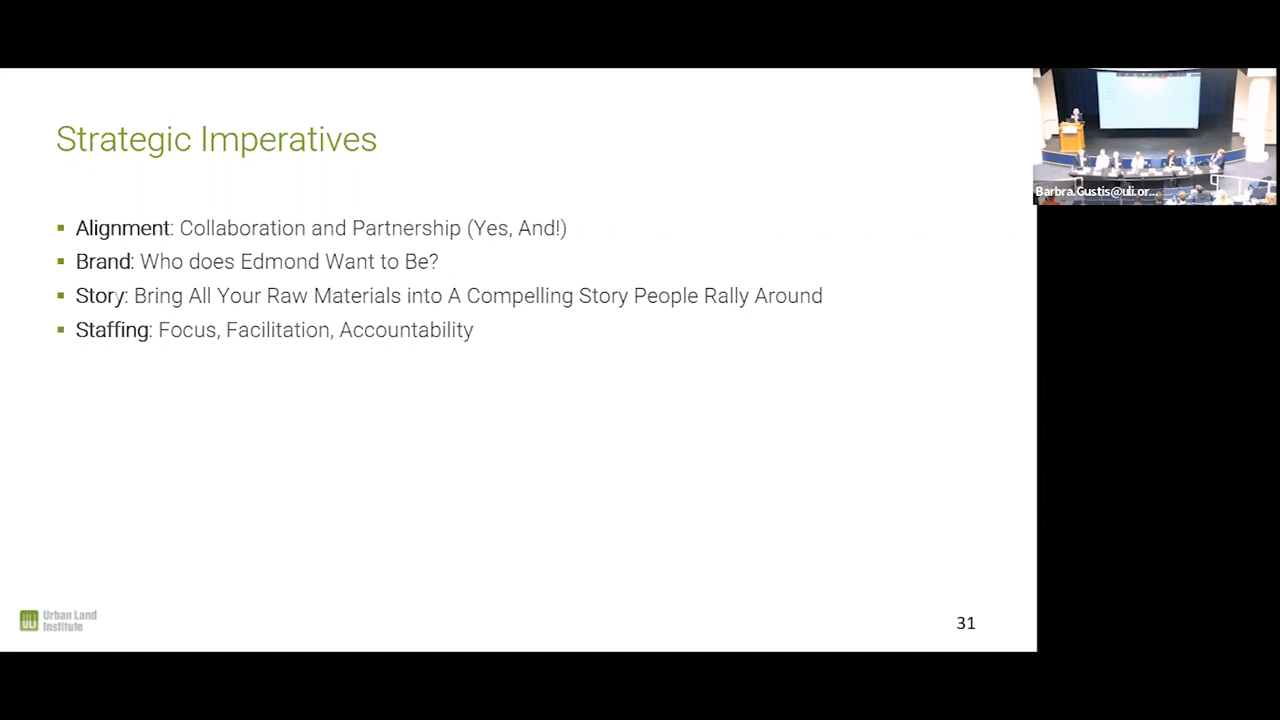 Strategic Imperatives
Alignment: Collaboration and Partnership (Yes, And!)
Brand: Who does Edmond Want to Be?
Story: Bring All Your Raw Materials into A Compelling Story People Rally Around
Staffing: Focus, Facilitation, Accountability
ULI Urban Land
Institute
31
Barbra.Gustis@uli.or...